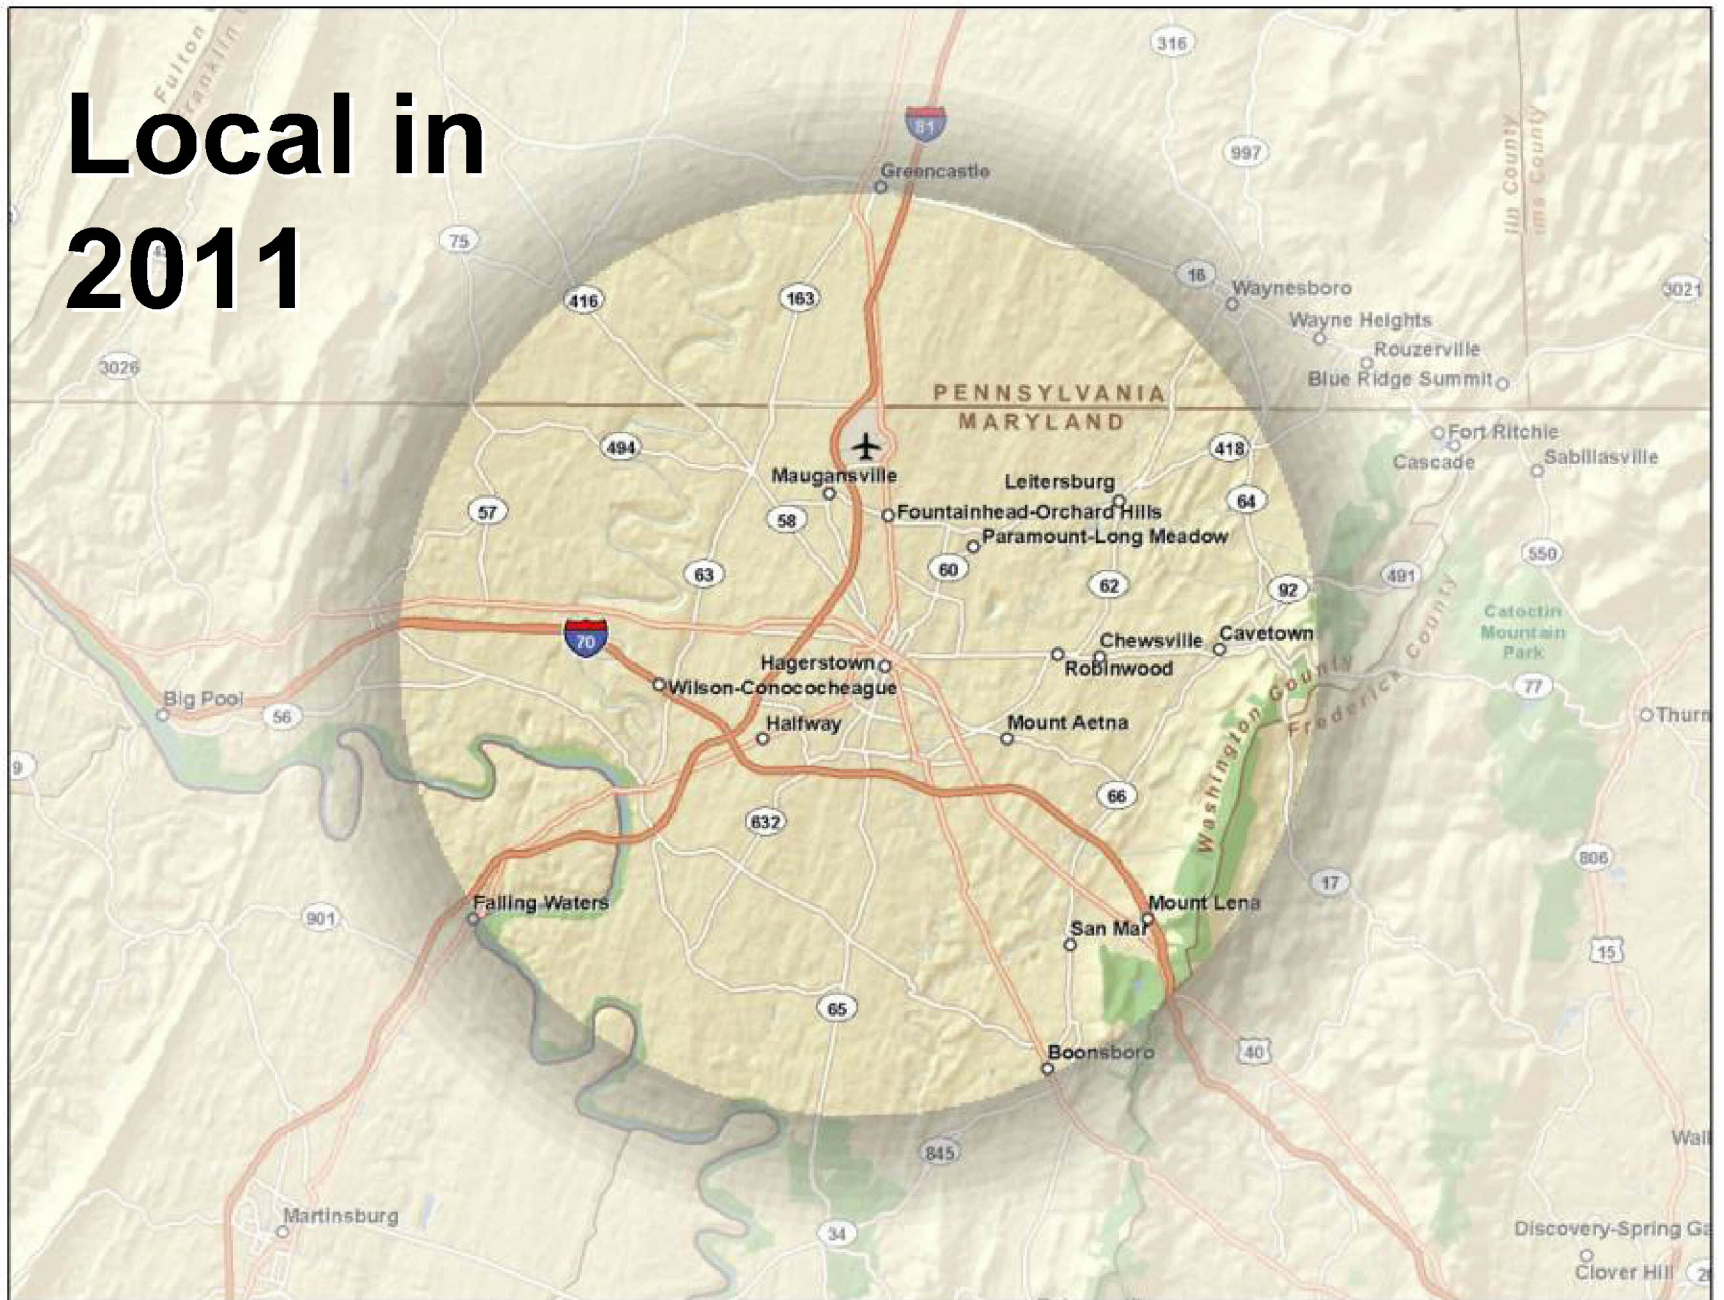 Local in
2011
Fulton
Franklin
316
81
997
Greencastle
75
16
Waynesboro
3021
416
163
Wayne Heights
Rouzerville
3026
Blue Ridge Summit
PENNSYLVANIA
MARYLAND
494
418
Fort Ritchie
Cascade
Sabillasville
Maugansville
Leitersburg
57
58
Fountainhead-Orchard Hills
64
Paramount-Long Meadow
550
63
60
62
92
491
Catoctin
Mountain
Park
70
Chewsville
Cavetown
Hagerstown
Robinwood
Wilson-Conococheague
Washington County
Frederick County
77
Big Pool
56
Halfway
Mount Aetna
Thurm
9
66
632
806
17
Falling Waters
901
Mount Lena
San Mar
15
65
Boonsboro
40
845
Wall
Martinsburg
34
Discovery-Spring Ga
Clover Hill